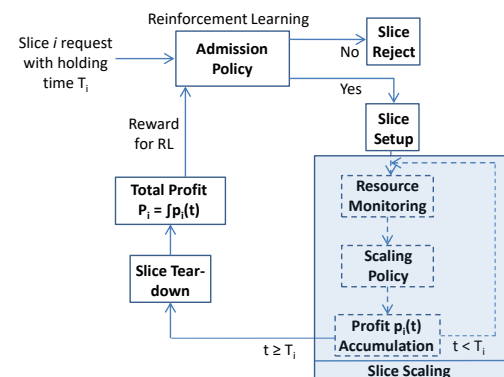 Reinforcement Learning
Slice i request
with holding
time Ti
Admission
Policy
No
Slice
Reject
Yes
Slice
Setup
Reward
for RL
Total Profit
Pi = ∫pi(t)
Resource
Monitoring
Scaling
Policy
Slice Tear-
down
Profit pi(t)
Accumulation
t ≥ Ti
t < Ti
Slice Scaling